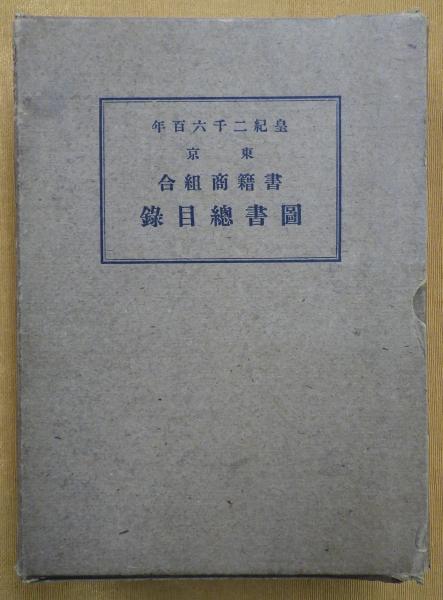 皇紀二千六百年
東京
書籍商組合
圖書總目錄